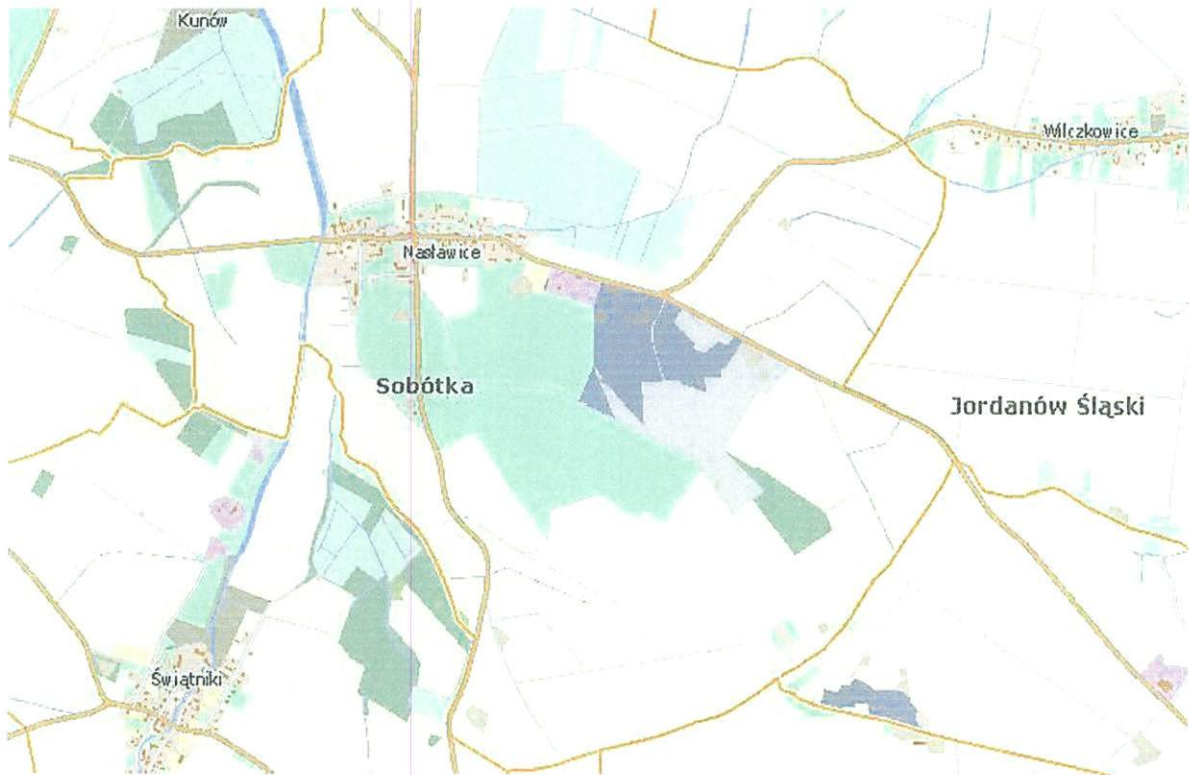 Kunów
Wilczkowice
Nasławice
Sobótka
Jordanów Śląski
Świątniki